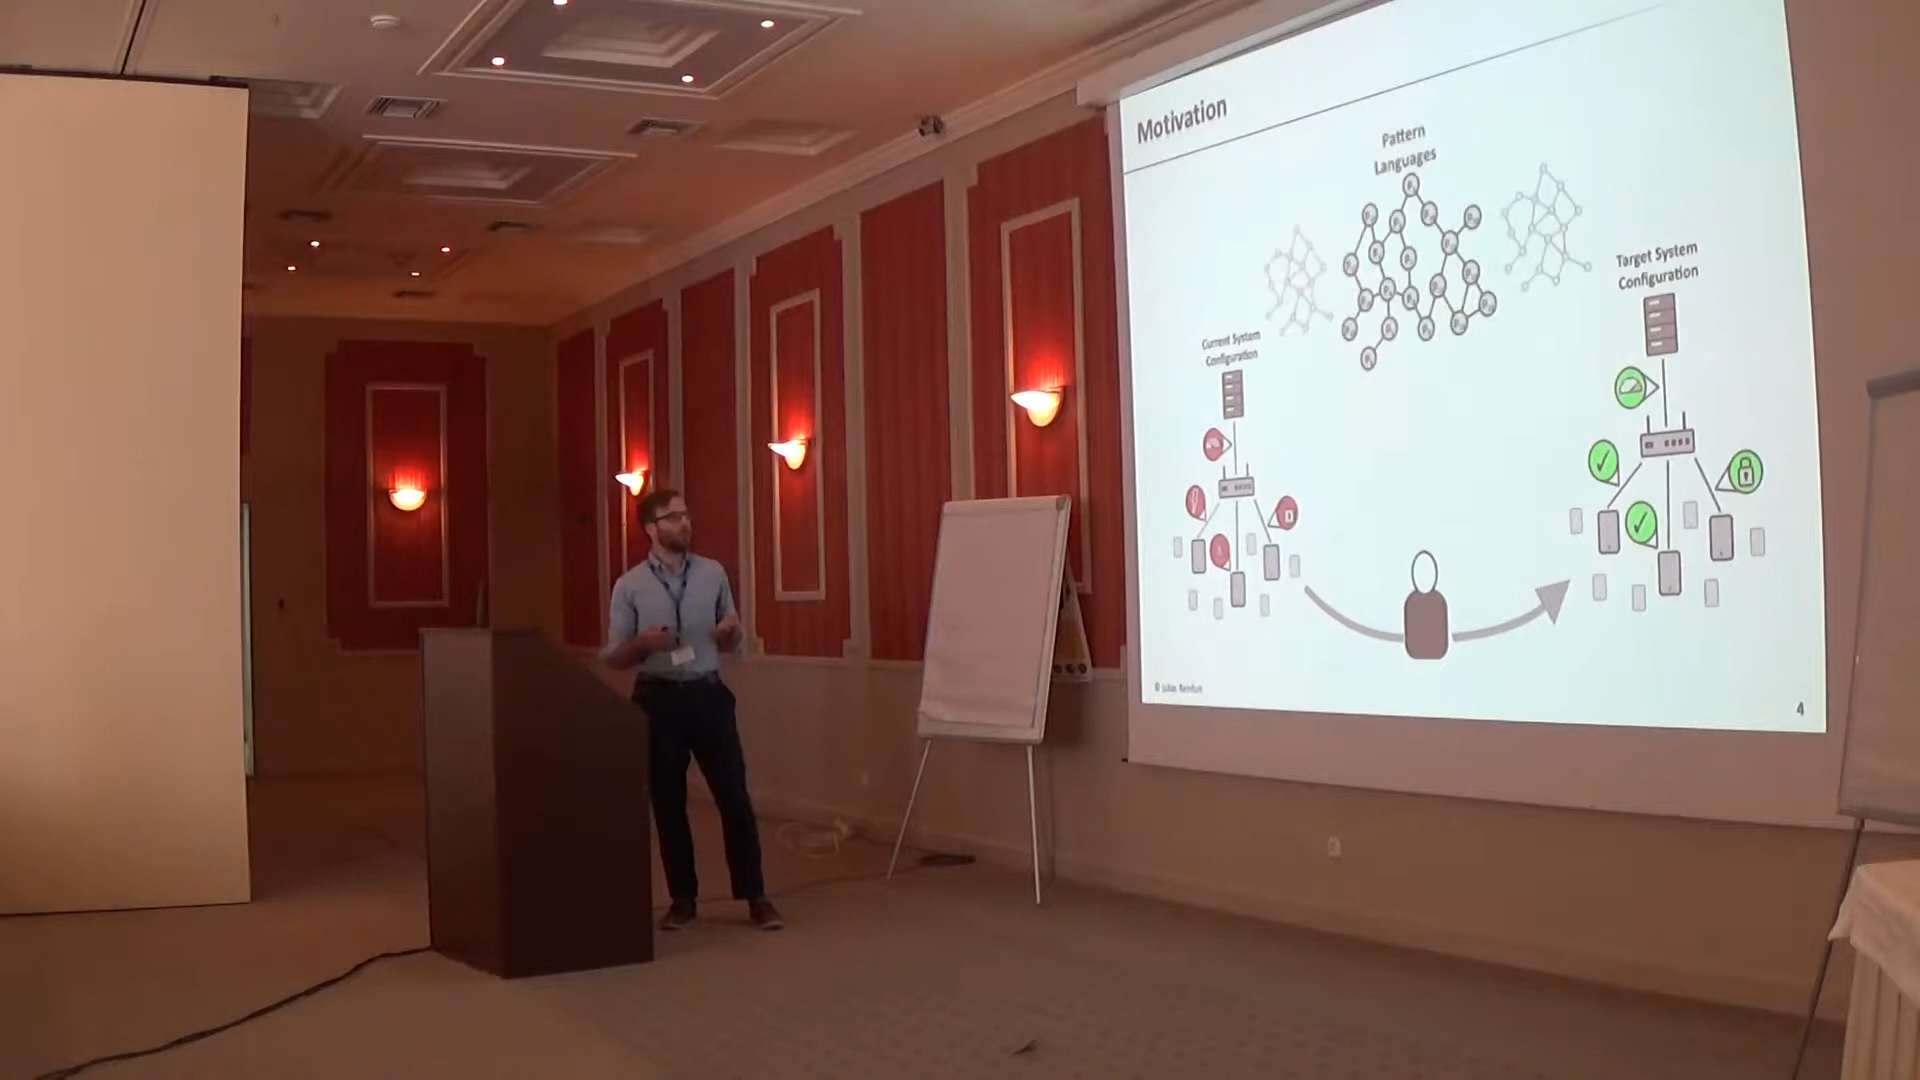 Motivation
Pattern
Languages
Target System
Configuration
Current System
Configuration
4